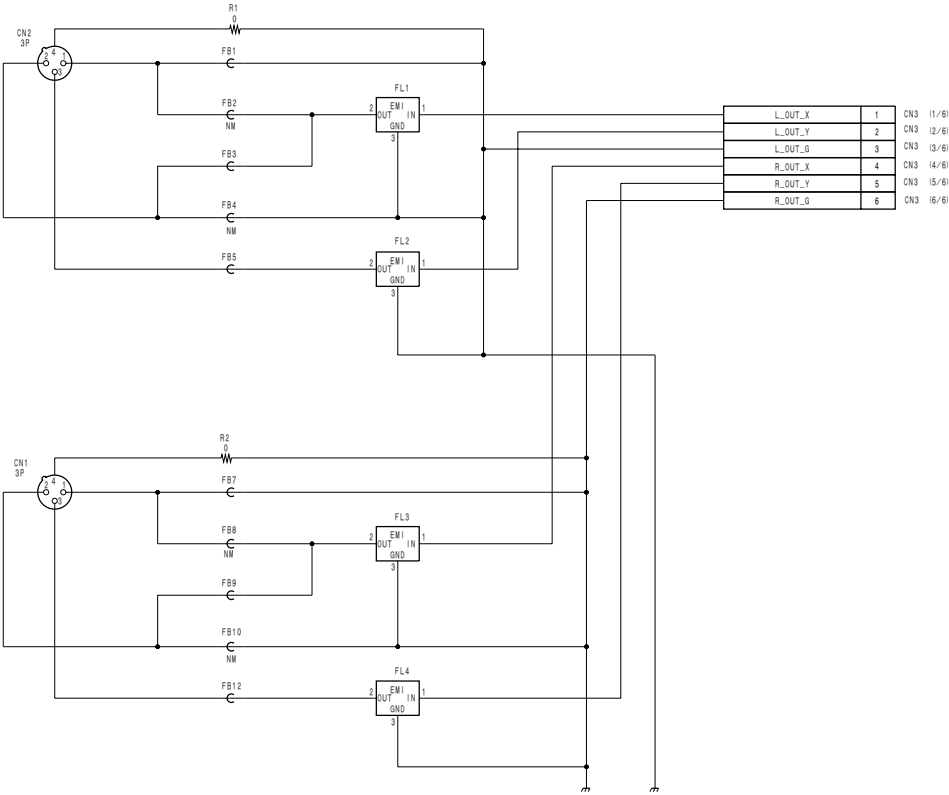 R1
0
CN2
3P
2 4 1
3
FB1
FB2
NM
FL1
2 EMI 1
OUT IN
GND
3
FB3
FB4
NM
FL2
FB5
2 EMI 1
OUT IN
GND
3
L_OUT_X 1 CN3 (1/6)
L_OUT_Y 2 CN3 (2/6)
L_OUT_G 3 CN3 (3/6)
R_OUT_X 4 CN3 (4/6)
R_OUT_Y 5 CN3 (5/6)
R_OUT_G 6 CN3 (6/6)
R2
0
CN1
3P
2 4 1
3
FB7
FB8
NM
FL3
2 EMI 1
OUT IN
GND
3
FB9
FB10
NM
FL4
FB12
2 EMI 1
OUT IN
GND
3